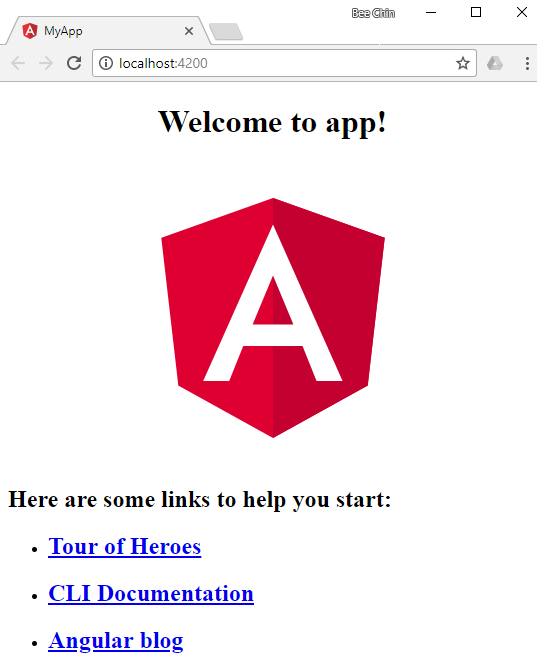 Bee Chin
MyApp
localhost:4200
Welcome to app!
A
Here are some links to help you start:
Tour of Heroes
CLI Documentation
Angular blog